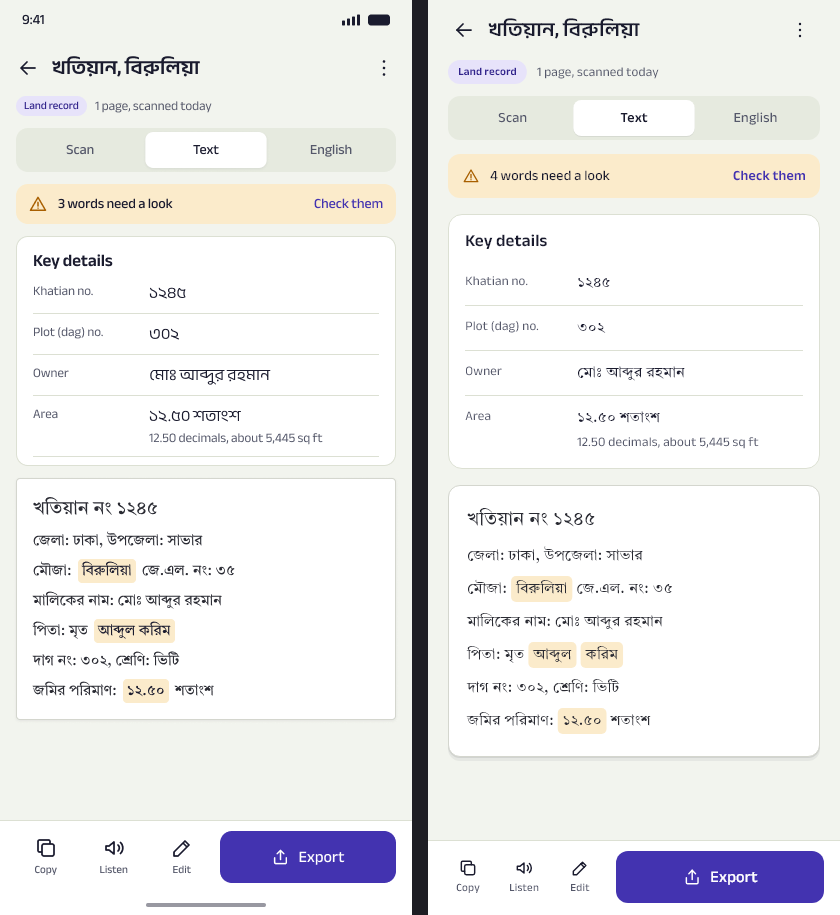 9:41
খতিয়ান, বিরুলিয়া
Land record 1 page, scanned today
Scan Text English
3 words need a look Check them
Key details
Khatian no. ১২৪৫
Plot (dag) no. ৩০২
Owner মোঃ আব্দুর রহমান
Area ১২.৫০ শতাংশ
12.50 decimals, about 5,445 sq ft
খতিয়ান নং ১২৪৫
জেলা: ঢাকা, উপজেলা: সাভার
মৌজা: বিরুলিয়া জে.এল. নং: ৩৫
মালিকের নাম: মোঃ আব্দুর রহমান
পিতা: মৃত আব্দুল করিম
দাগ নং: ৩০২, শ্রেণি: ভিটি
জমির পরিমাণ: ১২.৫০ শতাংশ
Copy Listen Edit Export
খতিয়ান, বিরুলিয়া
Land record 1 page, scanned today
Scan Text English
4 words need a look Check them
Key details
Khatian no. ১২৪৫
Plot (dag) no. ৩০২
Owner মোঃ আব্দুর রহমান
Area ১২.৫০ শতাংশ
12.50 decimals, about 5,445 sq ft
খতিয়ান নং ১২৪৫
জেলা: ঢাকা, উপজেলা: সাভার
মৌজা: বিরুলিয়া জে.এল. নং: ৩৫
মালিকের নাম: মোঃ আব্দুর রহমান
পিতা: মৃত আব্দুল করিম
দাগ নং: ৩০২, শ্রেণি: ভিটি
জমির পরিমাণ: ১২.৫০ শতাংশ
Copy Listen Edit Export